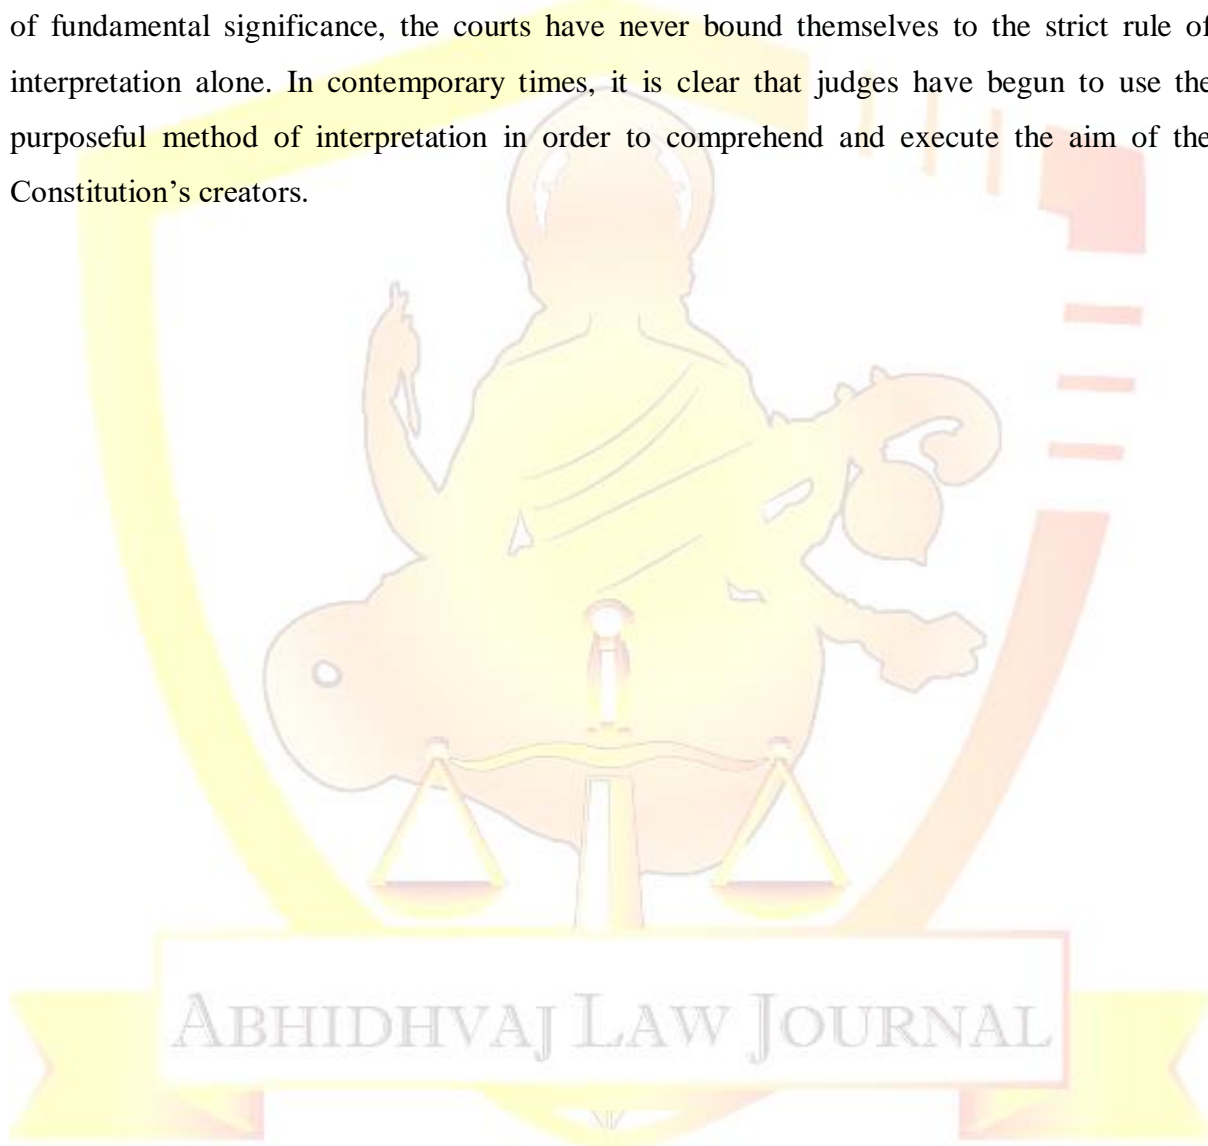 of fundamental significance, the courts have never bound themselves to the strict rule of
interpretation alone. In contemporary times, it is clear that judges have begun to use the
purposeful method of interpretation in order to comprehend and execute the aim of the
Constitution’s creators.
ABHIDHVAJ LAW JOURNAL